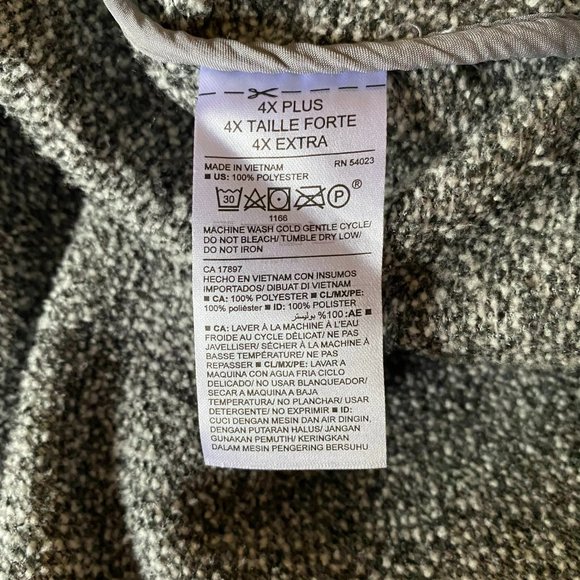 4X PLUS
4X TAILLE FORTE
4X EXTRA
MADE IN VIETNAM RN 54023
■ US: 100% POLYESTER
30 P ®
1166
MACHINE WASH COLD GENTLE CYCLE/
DO NOT BLEACH/ TUMBLE DRY LOW/
DO NOT IRON
CA 17897
HECHO EN VIETNAM CON INSUMOS
IMPORTADOS/ DIBUAT DI VIETNAM
■ CA: 100% POLYESTER ■ CL/MX/PE:
100% poliéster ■ ID: 100% POLISTER
■ AE: 100% بوليستر
■ CA: LAVER À LA MACHINE À L'EAU
FROIDE AU CYCLE DÉLICAT/ NE PAS
JAVELLISER/ SÉCHER À LA MACHINE À
BASSE TEMPÉRATURE/ NE PAS
REPASSER ■ CL/MX/PE: LAVAR A
MAQUINA CON AGUA FRIA CICLO
DELICADO/ NO USAR BLANQUEADOR/
SECAR A MAQUINA A BAJA
TEMPERATURA/ NO PLANCHAR/ USAR
DETERGENTE/ NO EXPRIMIR ■ ID:
CUCI DENGAN MESIN DAN AIR DINGIN,
DENGAN PUTARAN HALUS/ JANGAN
GUNAKAN PEMUTIH/ KERINGKAN
DALAM MESIN PENGERING BERSUHU